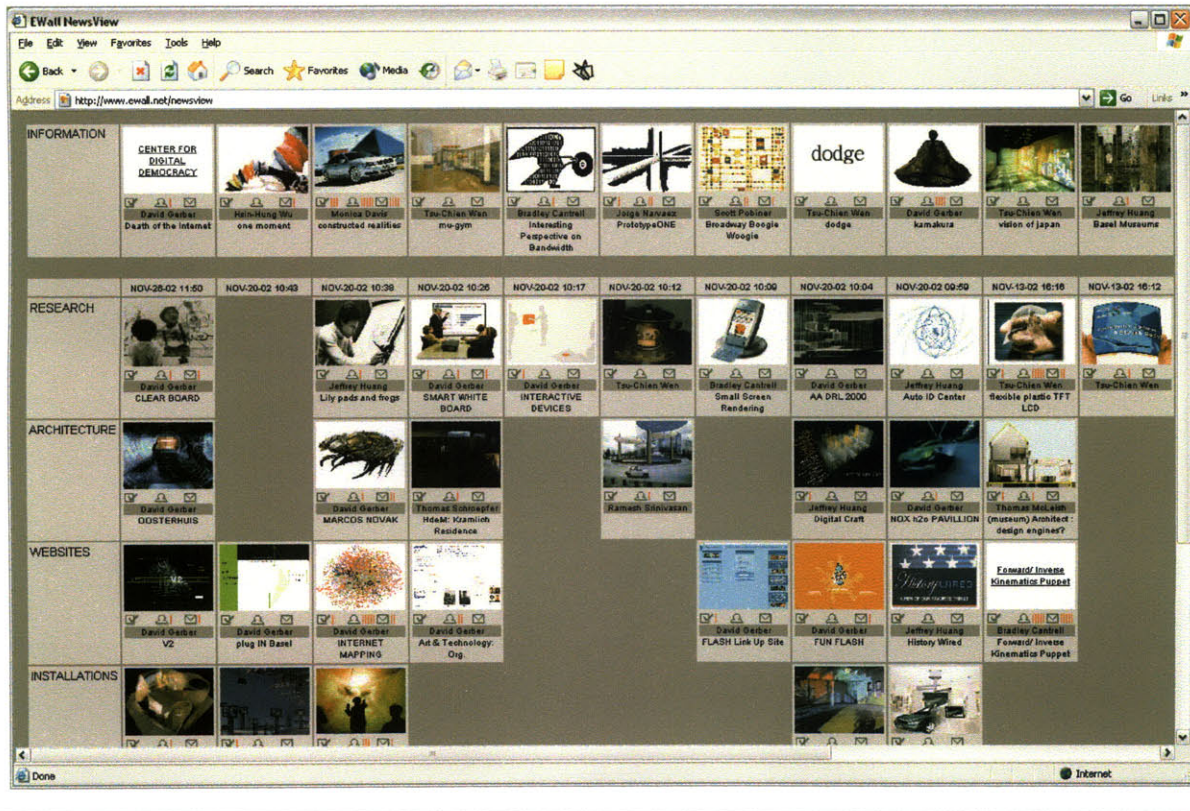 EWall NewsView
File Edit View Favorites Tools Help
Back Search Favorites Media
Address http://www.ewall.net/newsview Go Links »
INFORMATION
CENTER FOR
DIGITAL
DEMOCRACY
dodge
David Gerber Hsin-Hung Wu Monica Davis Tsu-Chien Wen Bradley Cantrell Jorge Narvaez Scott Pobiner Tsu-Chien Wen David Gerber Tsu-Chien Wen Jeffrey Huang
Death of the Internet one moment constructed realities mu-gym Interesting PrototypeONE Broadway Boogie dodge kamakura vision of japan Basel Museums
Perspective on Woogie
Bandwidth
NOV-26-02 11:50 NOV-20-02 10:43 NOV-20-02 10:38 NOV-20-02 10:26 NOV-20-02 10:17 NOV-20-02 10:12 NOV-20-02 10:09 NOV-20-02 10:04 NOV-20-02 09:59 NOV-13-02 16:16 NOV-13-02 16:12
RESEARCH
David Gerber Jeffrey Huang David Gerber David Gerber Tsu-Chien Wen Bradley Cantrell David Gerber Jeffrey Huang Tsu-Chien Wen Tsu-Chien Wen
CLEAR BOARD Lily pads and frogs SMART WHITE INTERACTIVE Small Screen AA DRL 2000 Auto ID Center flexible plastic TFT
BOARD DEVICES Rendering LCD
ARCHITECTURE
David Gerber David Gerber Thomas Schroepfer Ramesh Srinivasan Jeffrey Huang David Gerber Thomas McLeish
OOSTERHUIS MARCOS NOVAK HdeM: Kramlich Digital Craft NOX h2o PAVILLION (museum) Architect :
Residence design engines?
WEBSITES
HistoryWIRED
Forward/ Inverse
Kinematics Puppet
David Gerber David Gerber David Gerber David Gerber David Gerber David Gerber Jeffrey Huang Bradley Cantrell
V2 plug IN Basel INTERNET Art & Technology: FLASH Link Up Site FUN FLASH History Wired Forward/ Inverse
MAPPING Org. Kinematics Puppet
INSTALLATIONS
Done Internet